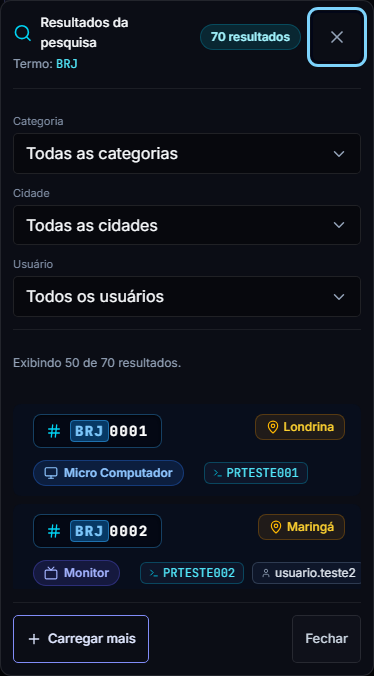 Resultados da
pesquisa
70 resultados
Termo: BRJ
Categoria
Todas as categorias
Cidade
Todas as cidades
Usuário
Todos os usuários
Exibindo 50 de 70 resultados.
# BRJ0001
Londrina
Micro Computador
PRTESTE001
# BRJ0002
Maringá
Monitor
PRTESTE002
usuario.teste2
+ Carregar mais
Fechar